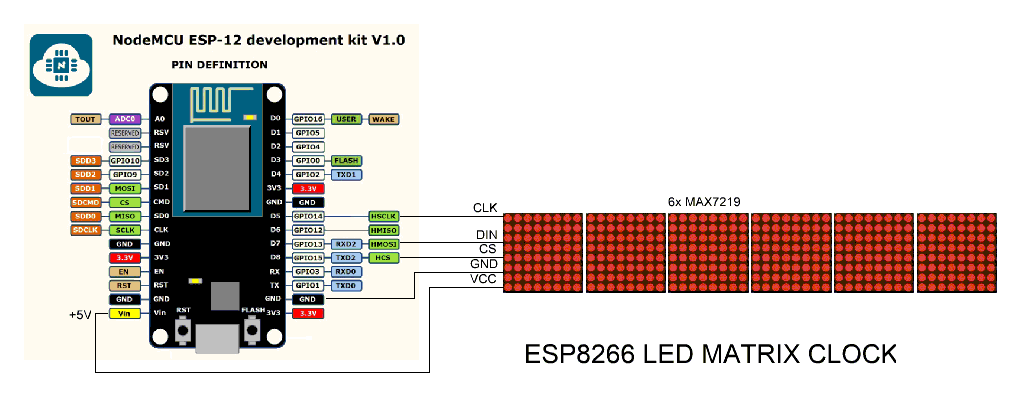 NodeMCU ESP-12 development kit V1.0
PIN DEFINITION
N
TOUT ADC0 A0 D0 GPIO16 USER WAKE
RESERVED RSV D1 GPIO5
RESERVED RSV D2 GPIO4
SDD3 GPIO10 SD3 D3 GPIO0 FLASH
SDD2 GPIO9 SD2 D4 GPIO2 TXD1
SDD1 MOSI SD1 3V3 3.3V
SDCMD CS CMD GND GND
SDD0 MISO SD0 D5 GPIO14 HSCLK
SDCLK SCLK CLK D6 GPIO12 HMISO
GND GND D7 GPIO13 RXD2 HMOSI
3.3V 3V3 D8 GPIO15 TXD2 HCS
EN EN RX GPIO3 RXD0
RST RST TX GPIO1 TXD0
GND GND GND GND
+5V Vin Vin RST FLASH 3V3 3.3V
CLK
DIN
CS
GND
VCC
6x MAX7219
ESP8266 LED MATRIX CLOCK